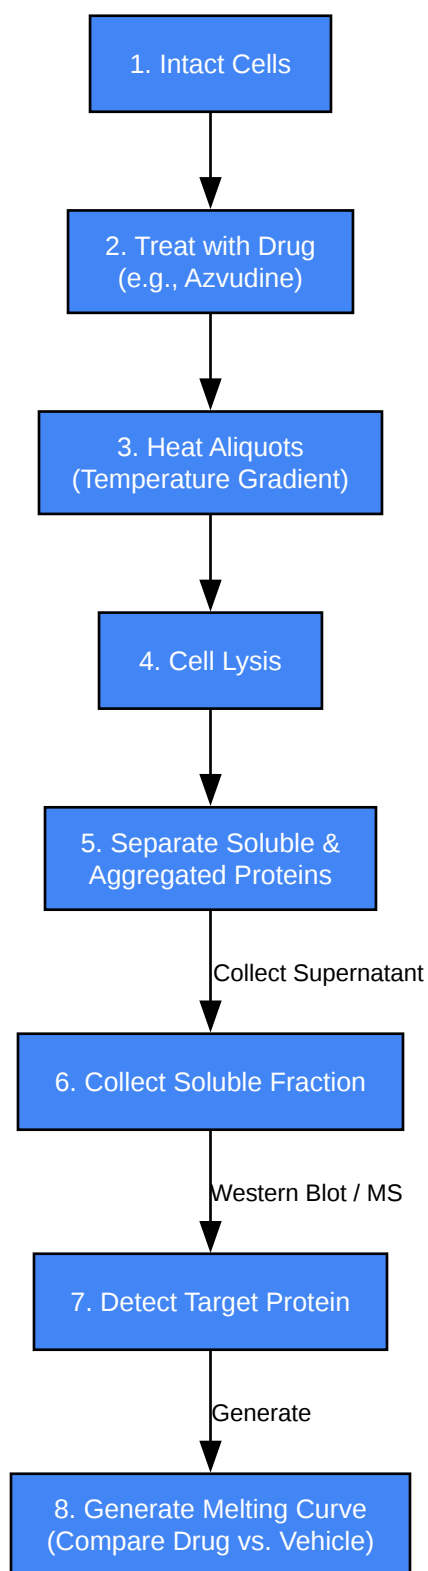 1. Intact Cells
2. Treat with Drug
(e.g., Azvudine)
3. Heat Aliquots
(Temperature Gradient)
4. Cell Lysis
5. Separate Soluble &
Aggregated Proteins
Collect Supernatant
6. Collect Soluble Fraction
Western Blot / MS
7. Detect Target Protein
Generate
8. Generate Melting Curve
(Compare Drug vs. Vehicle)